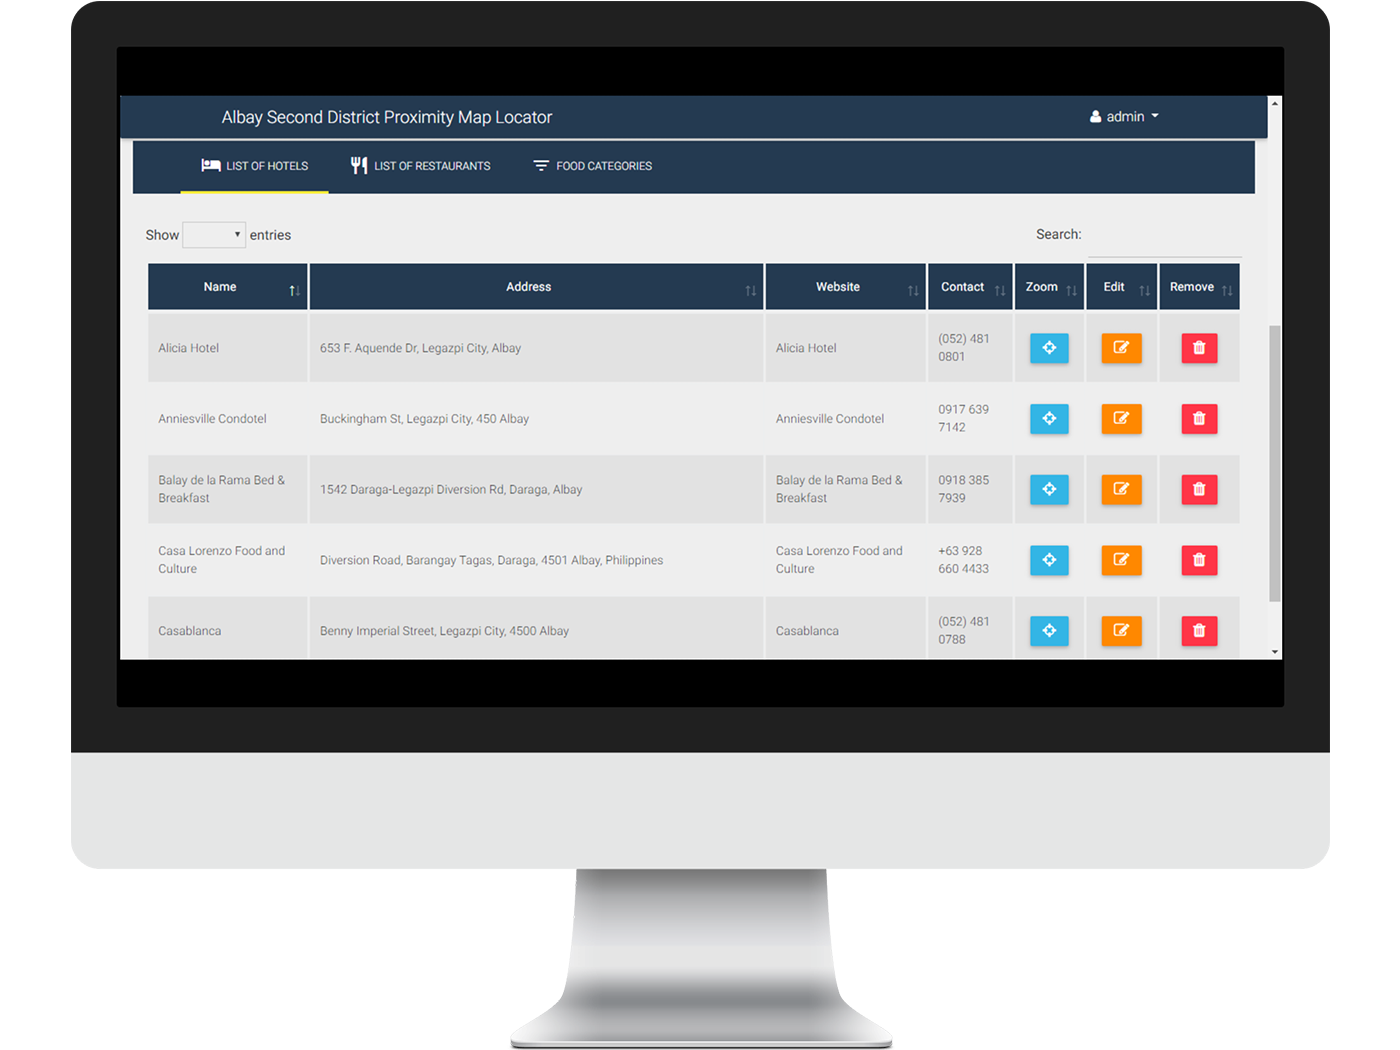 Albay Second District Proximity Map Locator
admin
LIST OF HOTELS
LIST OF RESTAURANTS
FOOD CATEGORIES
Show
entries
Search:
Name
Address
Website
Contact
Zoom
Edit
Remove
Alicia Hotel
653 F. Aquende Dr, Legazpi City, Albay
Alicia Hotel
(052) 481
0801
Anniesville Condotel
Buckingham St, Legazpi City, 450 Albay
Anniesville Condotel
0917 639
7142
Balay de la Rama Bed &
Breakfast
1542 Daraga-Legazpi Diversion Rd, Daraga, Albay
Balay de la Rama Bed &
Breakfast
0918 385
7939
Casa Lorenzo Food and
Culture
Diversion Road, Barangay Tagas, Daraga, 4501 Albay, Philippines
Casa Lorenzo Food and
Culture
+63 928
660 4433
Casablanca
Benny Imperial Street, Legazpi City, 4500 Albay
Casablanca
(052) 481
0788